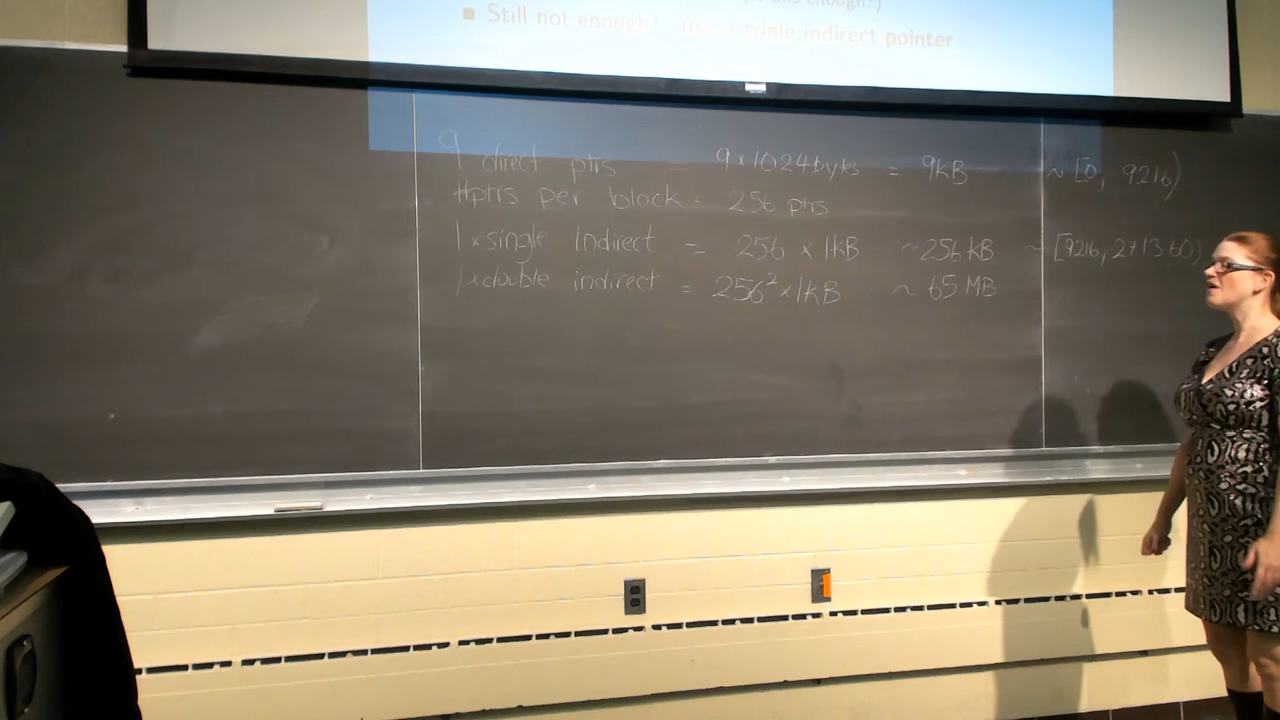 enough?)
■ Still not enough? use a triple indirect pointer
9 direct ptrs = 9 × 1024 bytes = 9kB ~ [0, 9216)
#ptrs per block = 256 ptrs
1×single Indirect = 256 × 1kB ~256 kB ~ [9216, 271360)
1×double indirect = 256² × 1kB ~ 65 MB